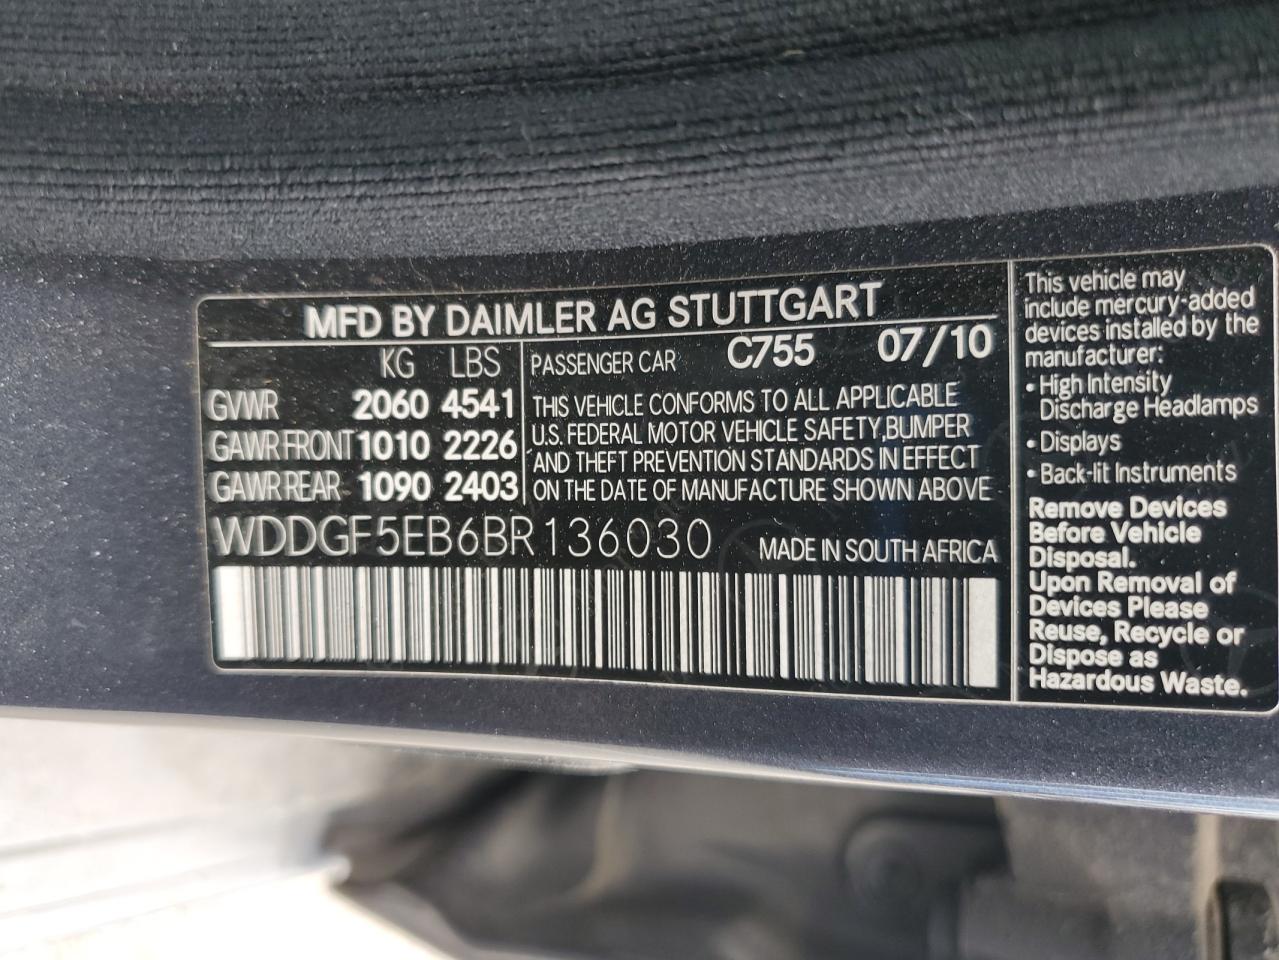 MFD BY DAIMLER AG STUTTGART
KG LBS
GVWR 2060 4541
GAWR FRONT 1010 2226
GAWR REAR 1090 2403
PASSENGER CAR C755 07/10
THIS VEHICLE CONFORMS TO ALL APPLICABLE
U.S. FEDERAL MOTOR VEHICLE SAFETY,BUMPER
AND THEFT PREVENTION STANDARDS IN EFFECT
ON THE DATE OF MANUFACTURE SHOWN ABOVE
WDDGF5EB6BR136030 MADE IN SOUTH AFRICA
This vehicle may
include mercury-added
devices installed by the
manufacturer:
• High Intensity
Discharge Headlamps
• Displays
• Back-lit Instruments
Remove Devices
Before Vehicle
Disposal.
Upon Removal of
Devices Please
Reuse, Recycle or
Dispose as
Hazardous Waste.